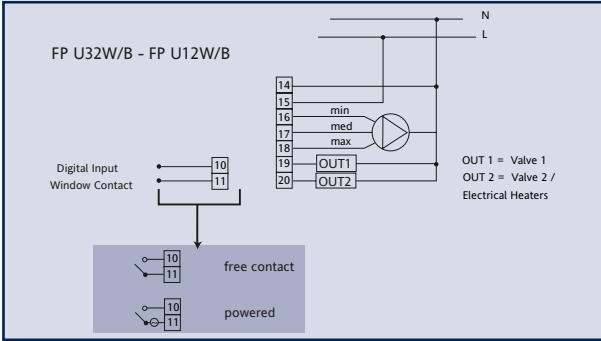 N
L
FP U32W/B - FP U12W/B
14
15
16 min
17 med
18 max
19 OUT1
20 OUT2
OUT 1 = Valve 1
OUT 2 = Valve 2 /
Electrical Heaters
Digital Input 10
Window Contact 11
10
11
free contact
10
11
powered